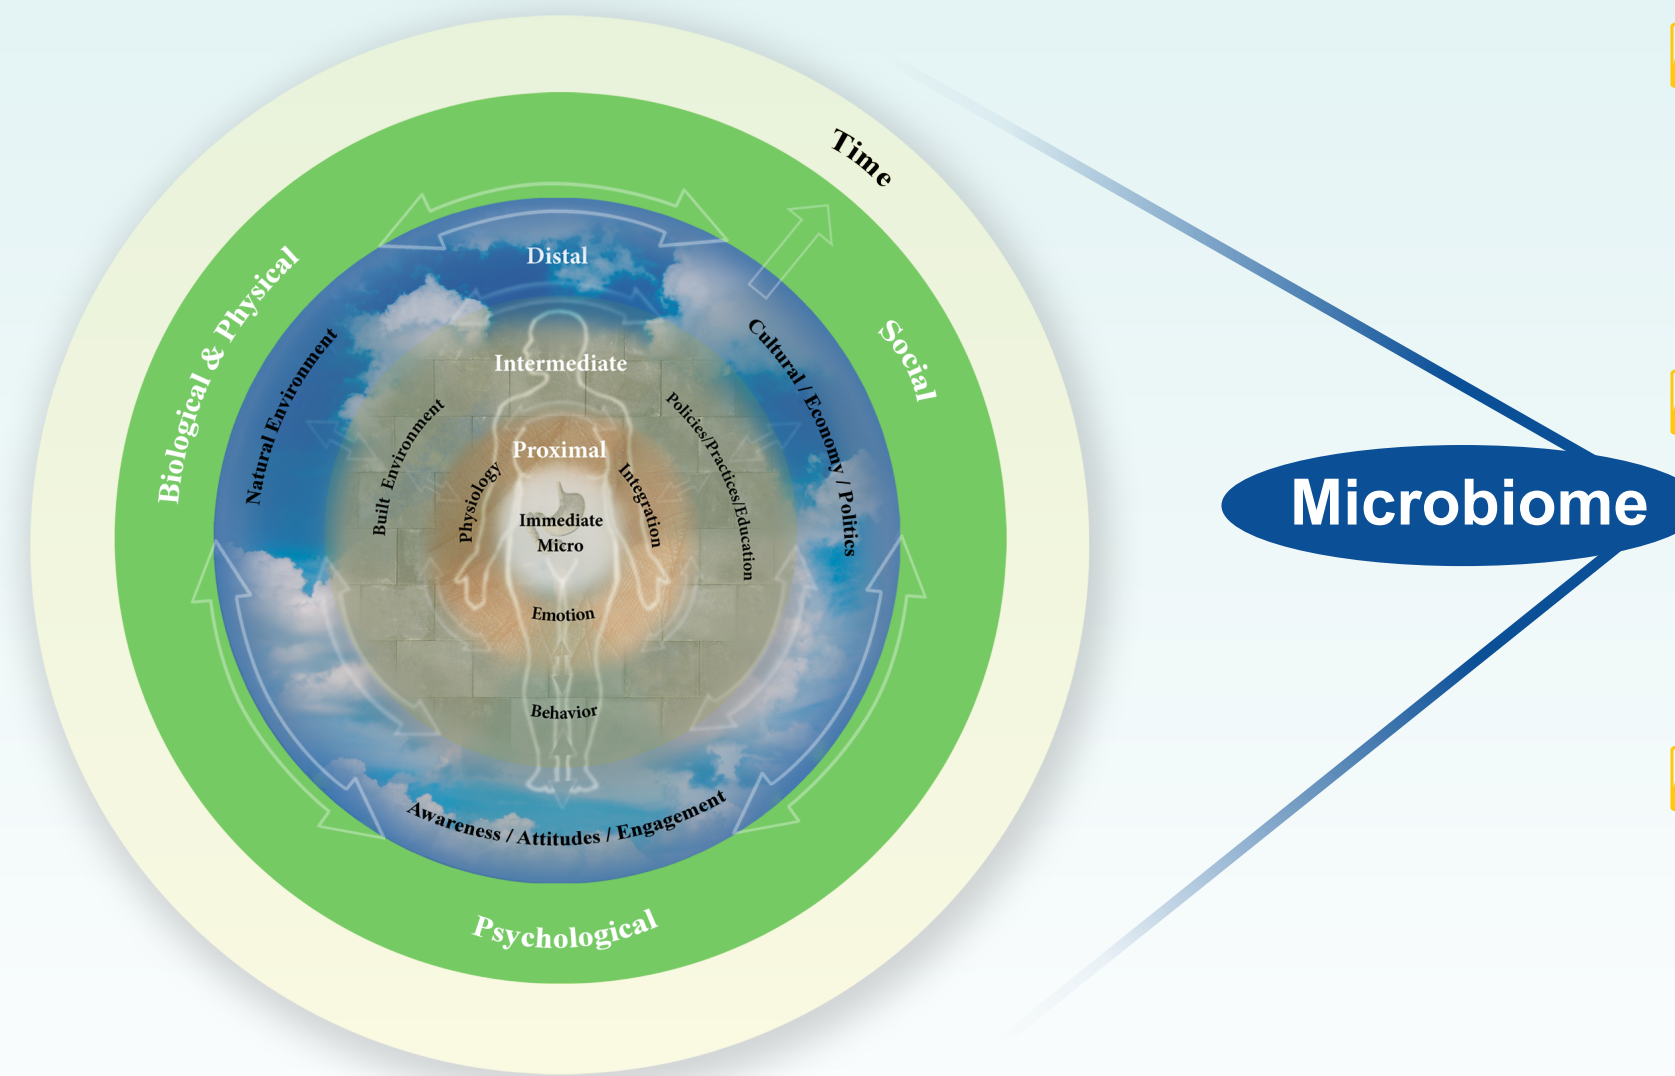 Time
Biological & Physical
Social
Psychological
Distal
Natural Environment
Cultural / Economy / Politics
Awareness / Attitudes / Engagement
Intermediate
Built Environment
Policies/Practices/Education
Behavior
Proximal
Physiology
Integration
Emotion
Immediate
Micro
Microbiome